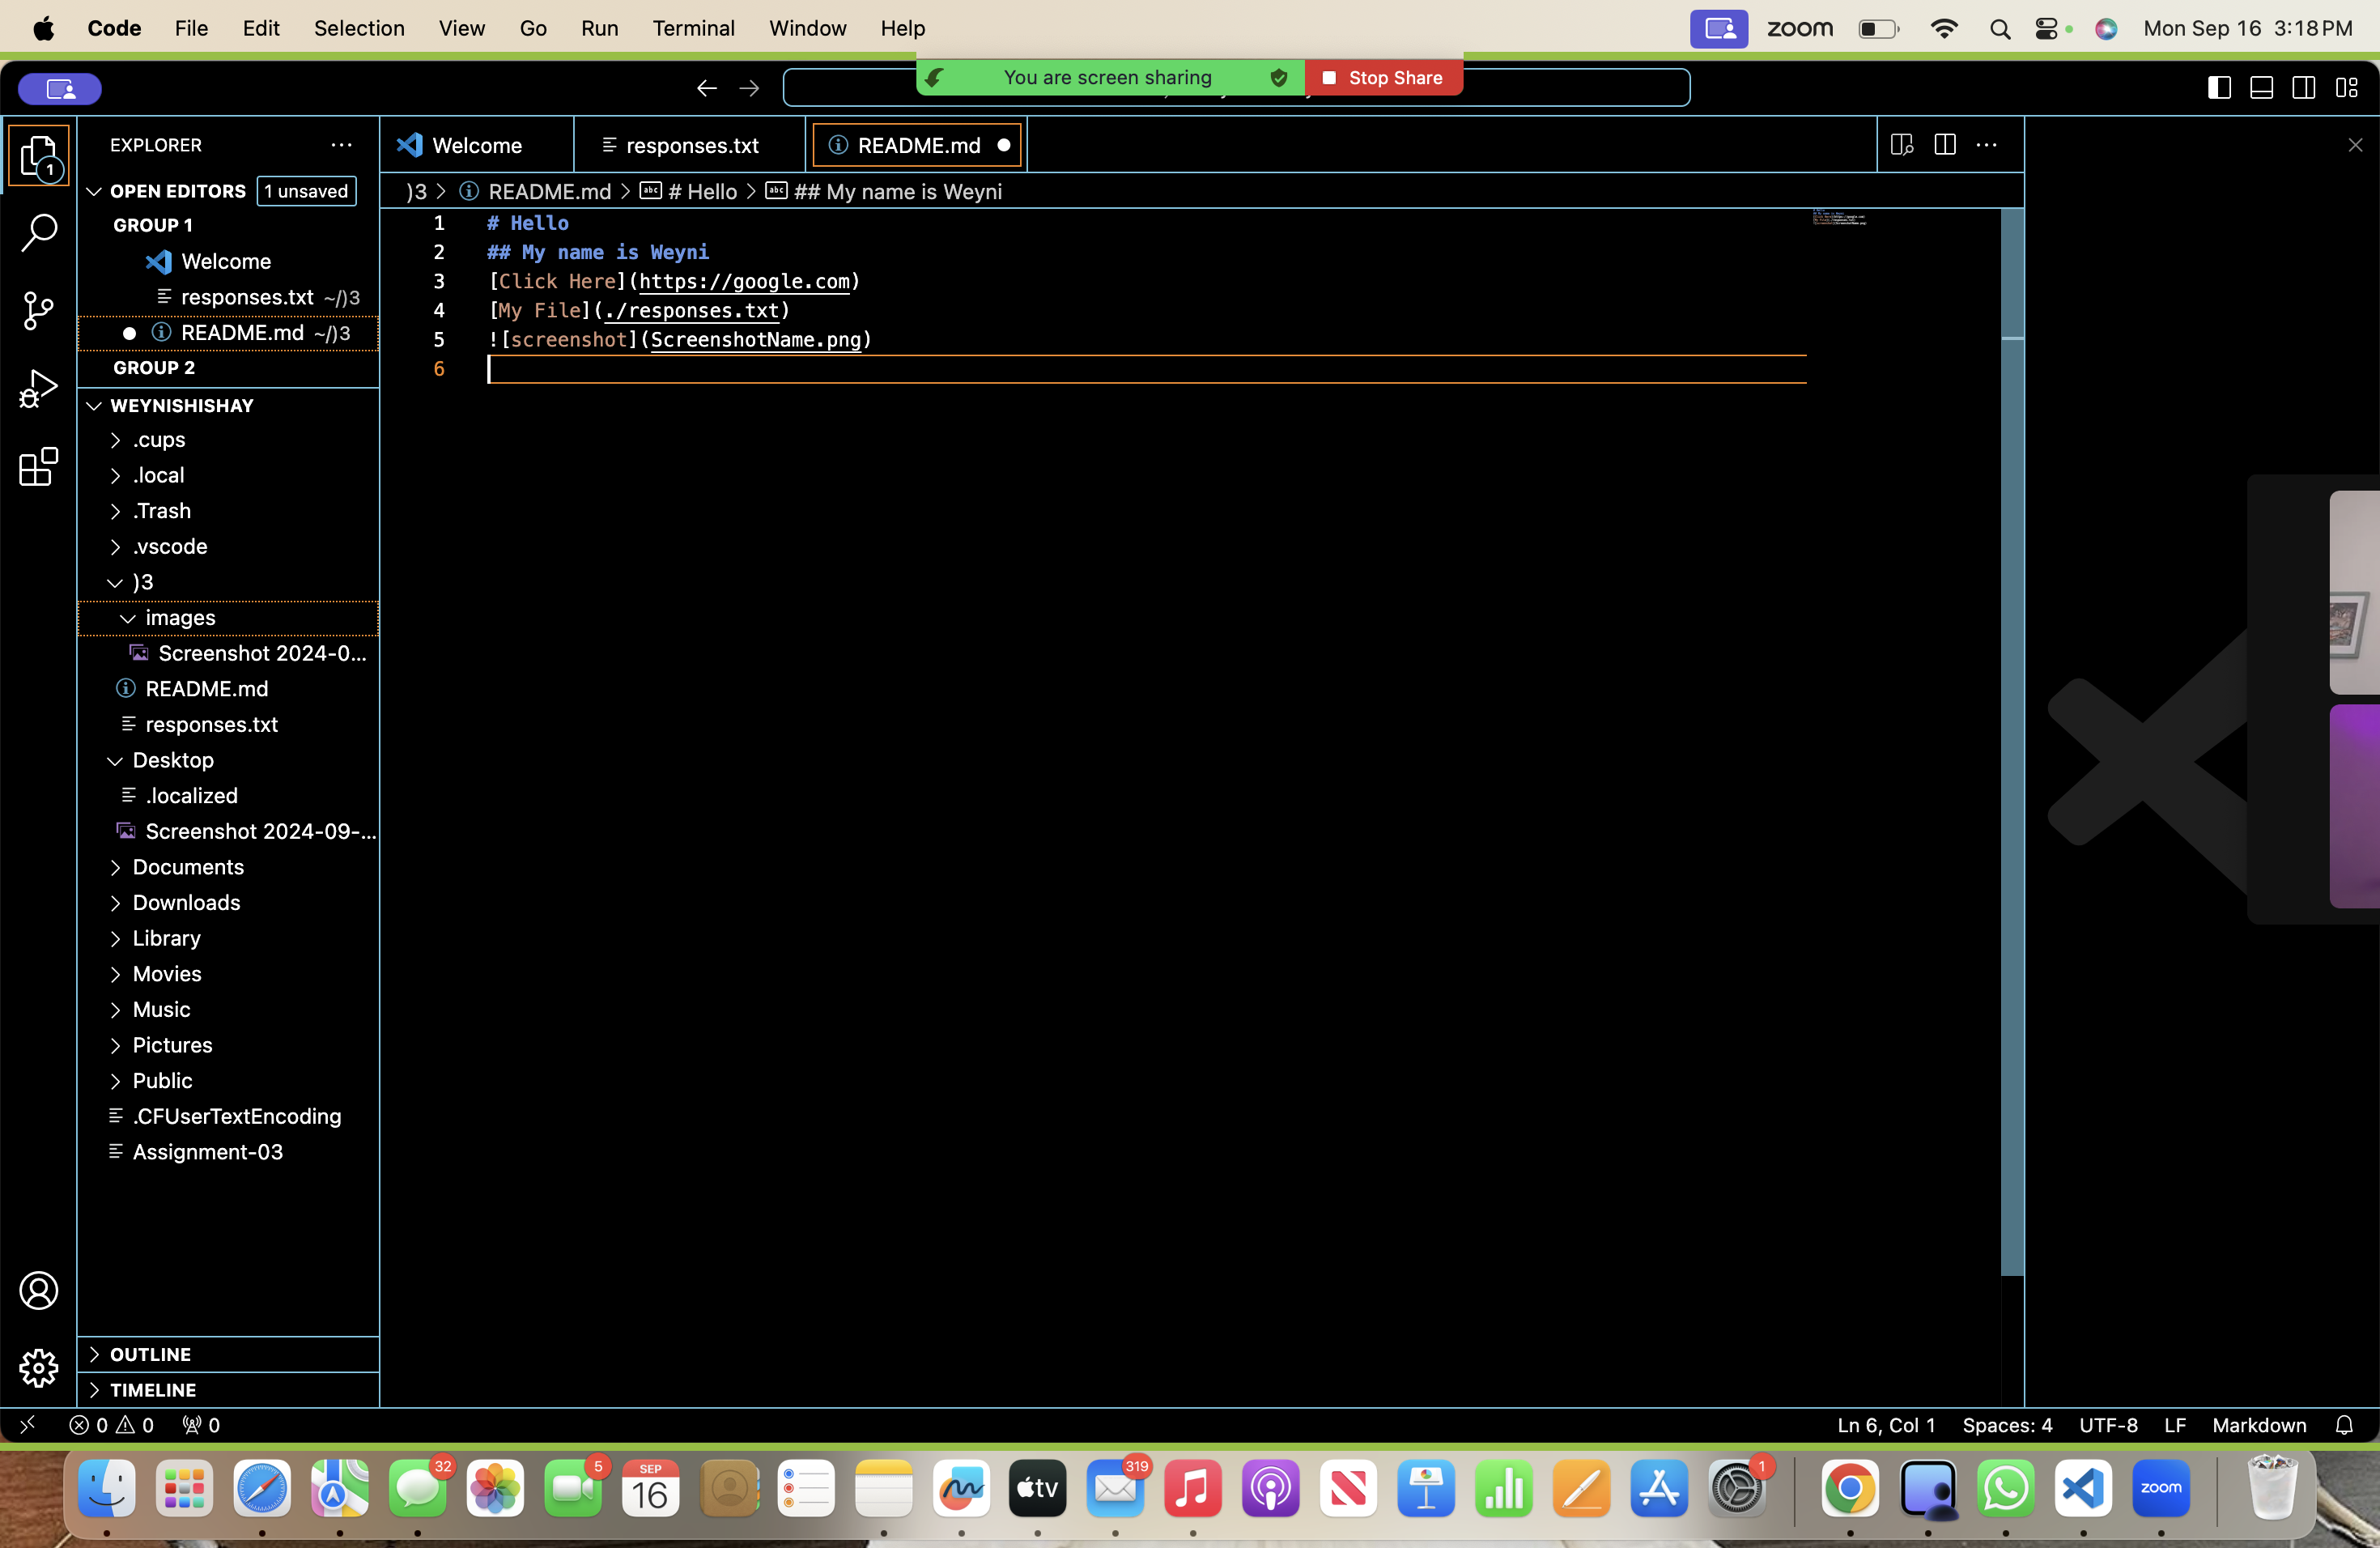 Code File Edit Selection View Go Run Terminal Window Help zoom Mon Sep 16 3:18 PM
You are screen sharing Stop Share
EXPLORER
Welcome responses.txt README.md
OPEN EDITORS 1 unsaved
)3 > README.md > # Hello > ## My name is Weyni
GROUP 1
Welcome
responses.txt ~/)3
README.md ~/)3
GROUP 2
WEYNISHISHAY
.cups
.local
.Trash
.vscode
)3
images
Screenshot 2024-0...
README.md
responses.txt
Desktop
.localized
Screenshot 2024-09-...
Documents
Downloads
Library
Movies
Music
Pictures
Public
.CFUserTextEncoding
Assignment-03
OUTLINE
TIMELINE
1 # Hello
2 ## My name is Weyni
3 [Click Here](https://google.com)
4 [My File](./responses.txt)
5 ![screenshot](ScreenshotName.png)
6
0 0 0 Ln 6, Col 1 Spaces: 4 UTF-8 LF Markdown
32 5 SEP 16 tv 319 1 zoom